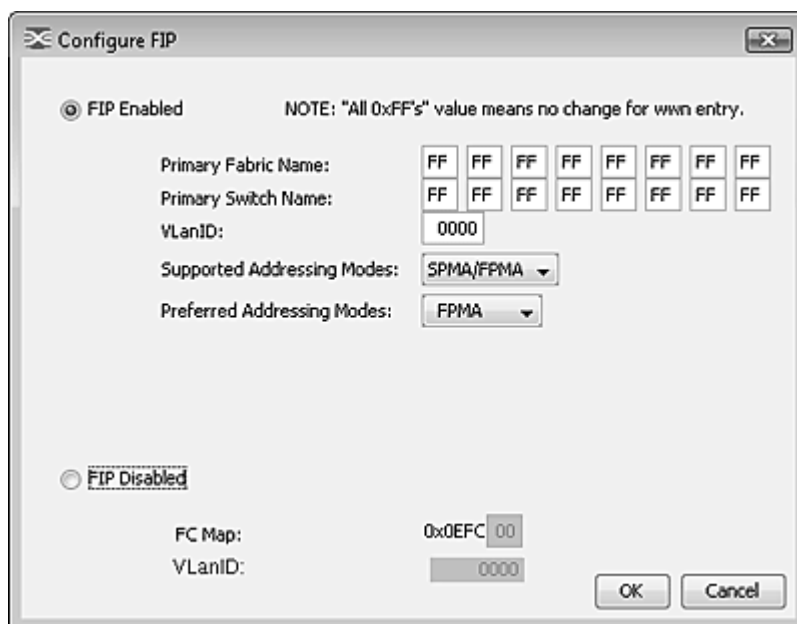 Configure FIP
FIP Enabled NOTE: "All 0xFF's" value means no change for wwn entry.
Primary Fabric Name: FF FF FF FF FF FF FF FF
Primary Switch Name: FF FF FF FF FF FF FF FF
VLanID: 0000
Supported Addressing Modes: SPMA/FPMA
Preferred Addressing Modes: FPMA
FIP Disabled
FC Map: 0x0EFC 00
VLanID: 0000
OK Cancel